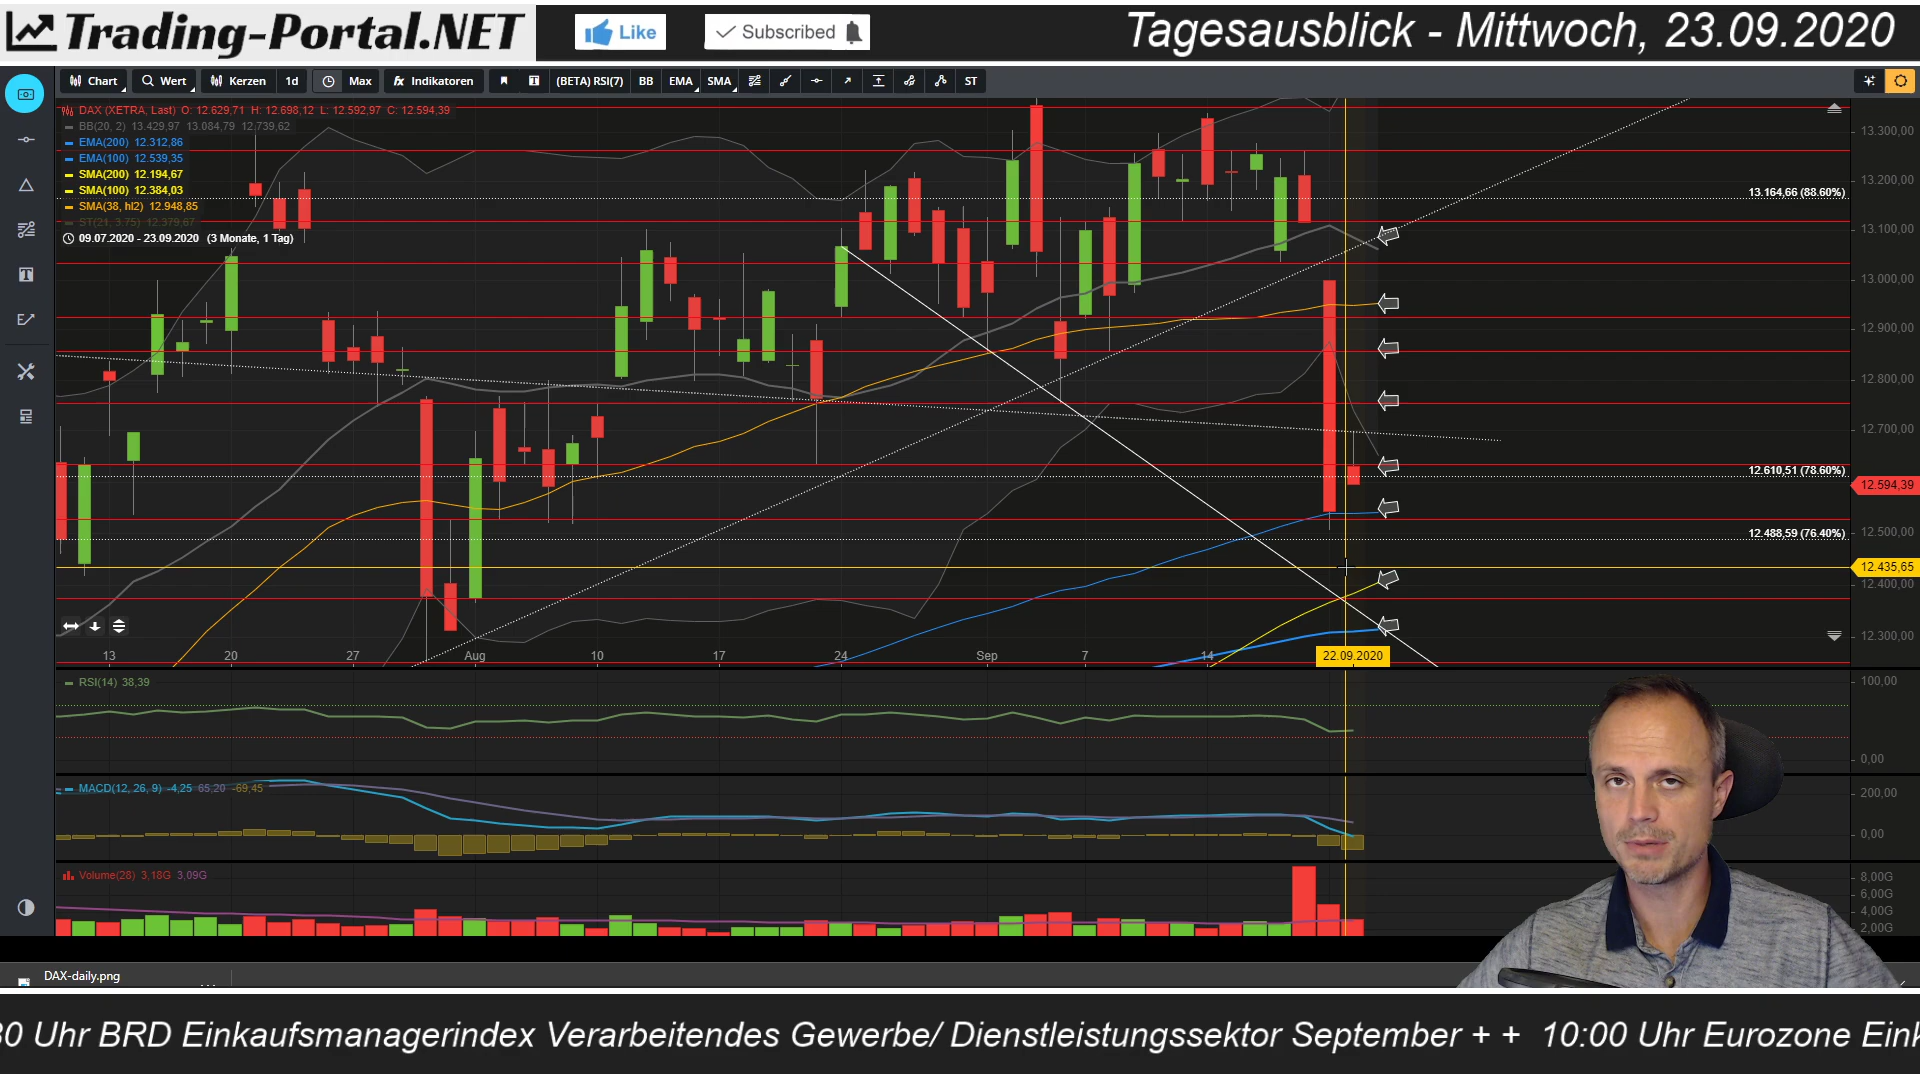 Trading-Portal.NET
Like
Subscribed
Tagesausblick - Mittwoch, 23.09.2020
Chart
Wert
Kerzen
1d
Max
fx Indikatoren
T
(BETA) RSI(7)
BB
EMA
SMA
ST
DAX (XETRA, Last) O: 12.629,71 H: 12.698,12 L: 12.592,97 C: 12.594,39
BB(20, 2) 13.429,97 13.084,79 12.739,62
EMA(200) 12.312,86
EMA(100) 12.539,35
SMA(200) 12.194,67
SMA(100) 12.384,03
SMA(38, hl2) 12.948,85
ST(21, 3.75) 12.379,67
09.07.2020 - 23.09.2020 (3 Monate, 1 Tag)
13.300,00
13.164,66 (88.60%)
13.200,00
13.100,00
13.000,00
12.900,00
12.800,00
12.700,00
12.610,51 (78.60%)
12.594,39
12.488,59 (76.40%)
12.500,00
12.435,65
12.400,00
12.300,00
13
20
27
Aug
10
17
24
Sep
7
14
22.09.2020
RSI(14) 38,39
100,00
0,00
MACD(12, 26, 9) -4,25 65,20 -69,45
200,00
0,00
Volume(28) 3,18G 3,09G
8,00G
6,00G
4,00G
2,00G
DAX-daily.png
30 Uhr BRD Einkaufsmanagerindex Verarbeitendes Gewerbe/ Dienstleistungssektor September + + 10:00 Uhr Eurozone Eink